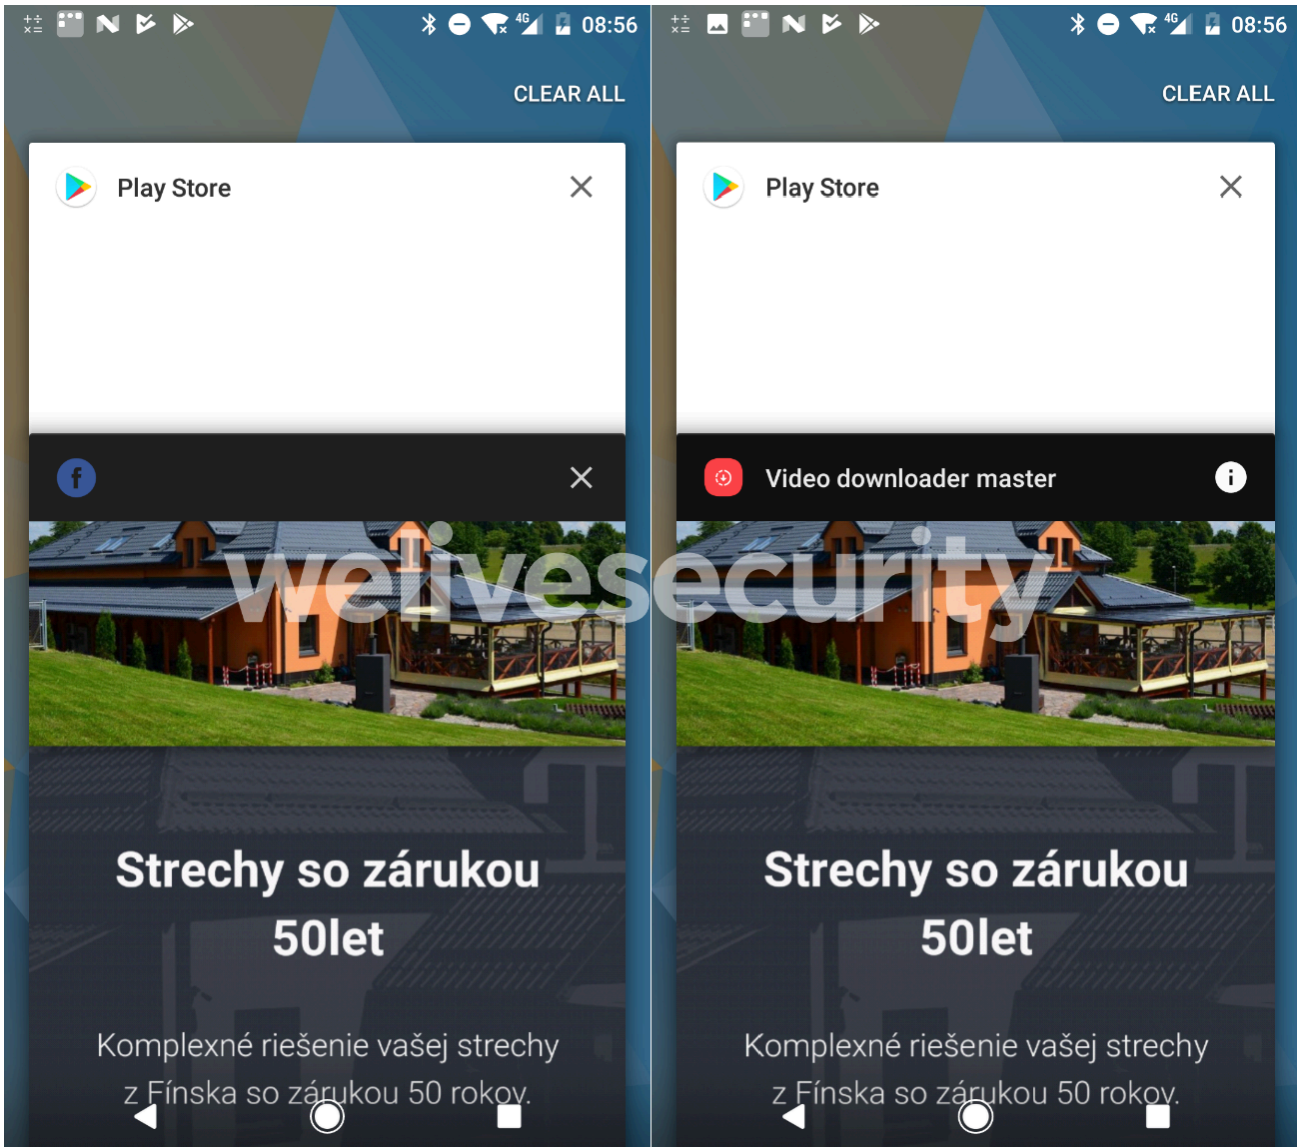 4G 08:56
CLEAR ALL
Play Store
f
Strechy so zárukou
50let
Komplexné riešenie vašej strechy
z Fínska so zárukou 50 rokov.
4G 08:56
CLEAR ALL
Play Store
Video downloader master
Strechy so zárukou
50let
Komplexné riešenie vašej strechy
z Fínska so zárukou 50 rokov.
welivesecurity